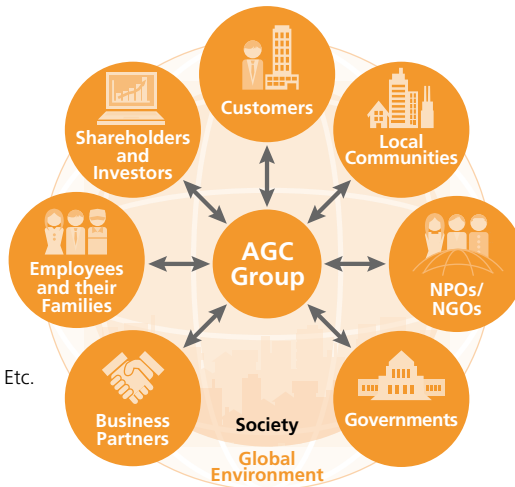 Customers
Shareholders
and
Investors
Local
Communities
AGC
Group
Employees
and their
Families
NPOs/
NGOs
Etc.
Business
Partners
Governments
Society
Global
Environment